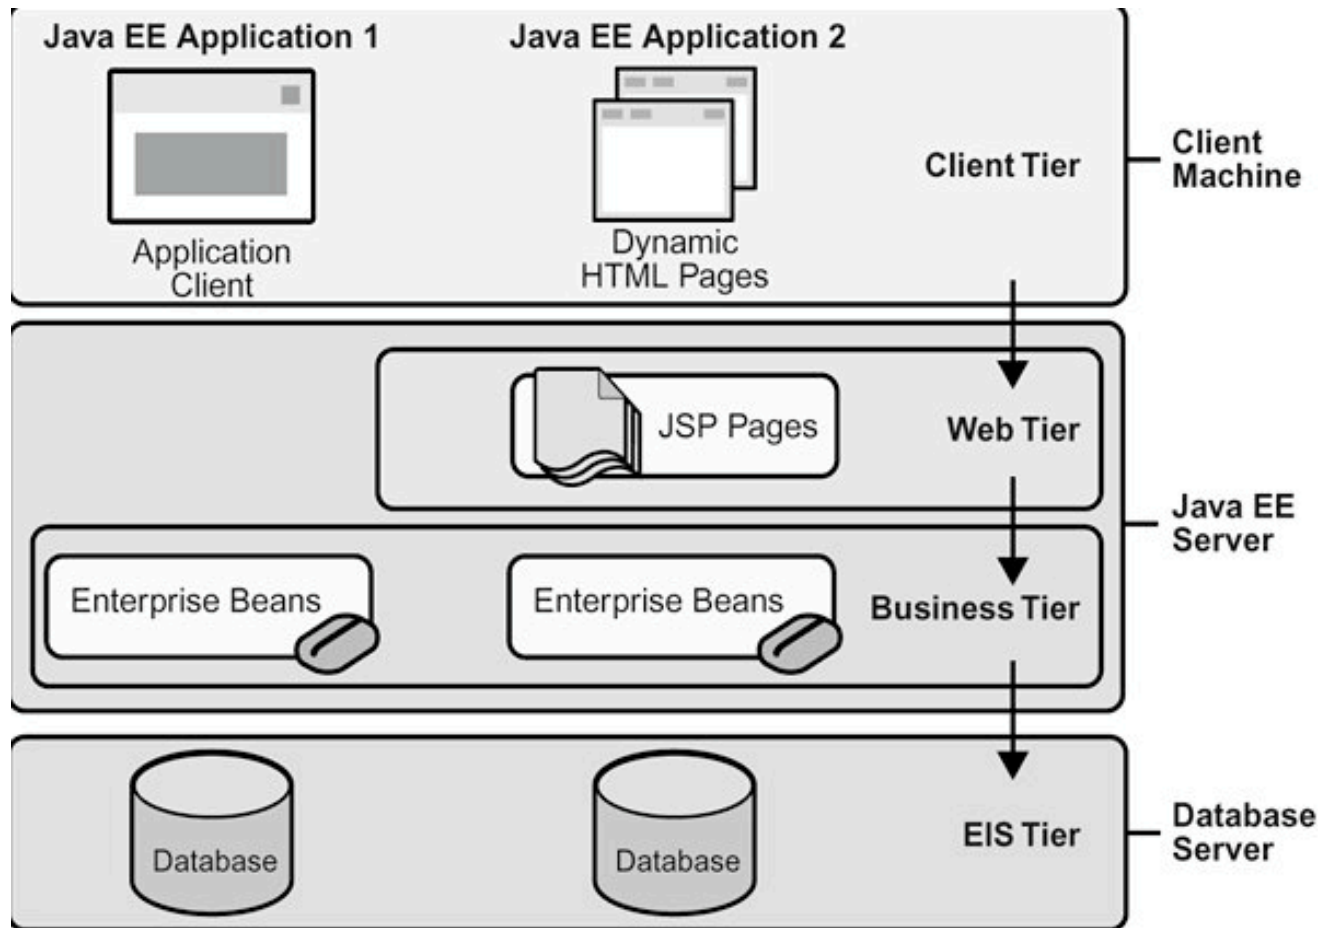 Java EE Application 1
Java EE Application 2
Application
Client
Dynamic
HTML Pages
Client Tier
Client
Machine
JSP Pages
Web Tier
Java EE
Server
Enterprise Beans
Enterprise Beans
Business Tier
Database
Database
EIS Tier
Database
Server